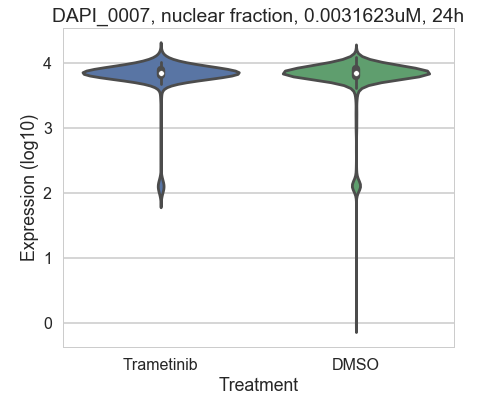 DAPI_0007, nuclear fraction, 0.0031623uM, 24h
4
3
2
1
0
Expression (log10)
Trametinib DMSO
Treatment